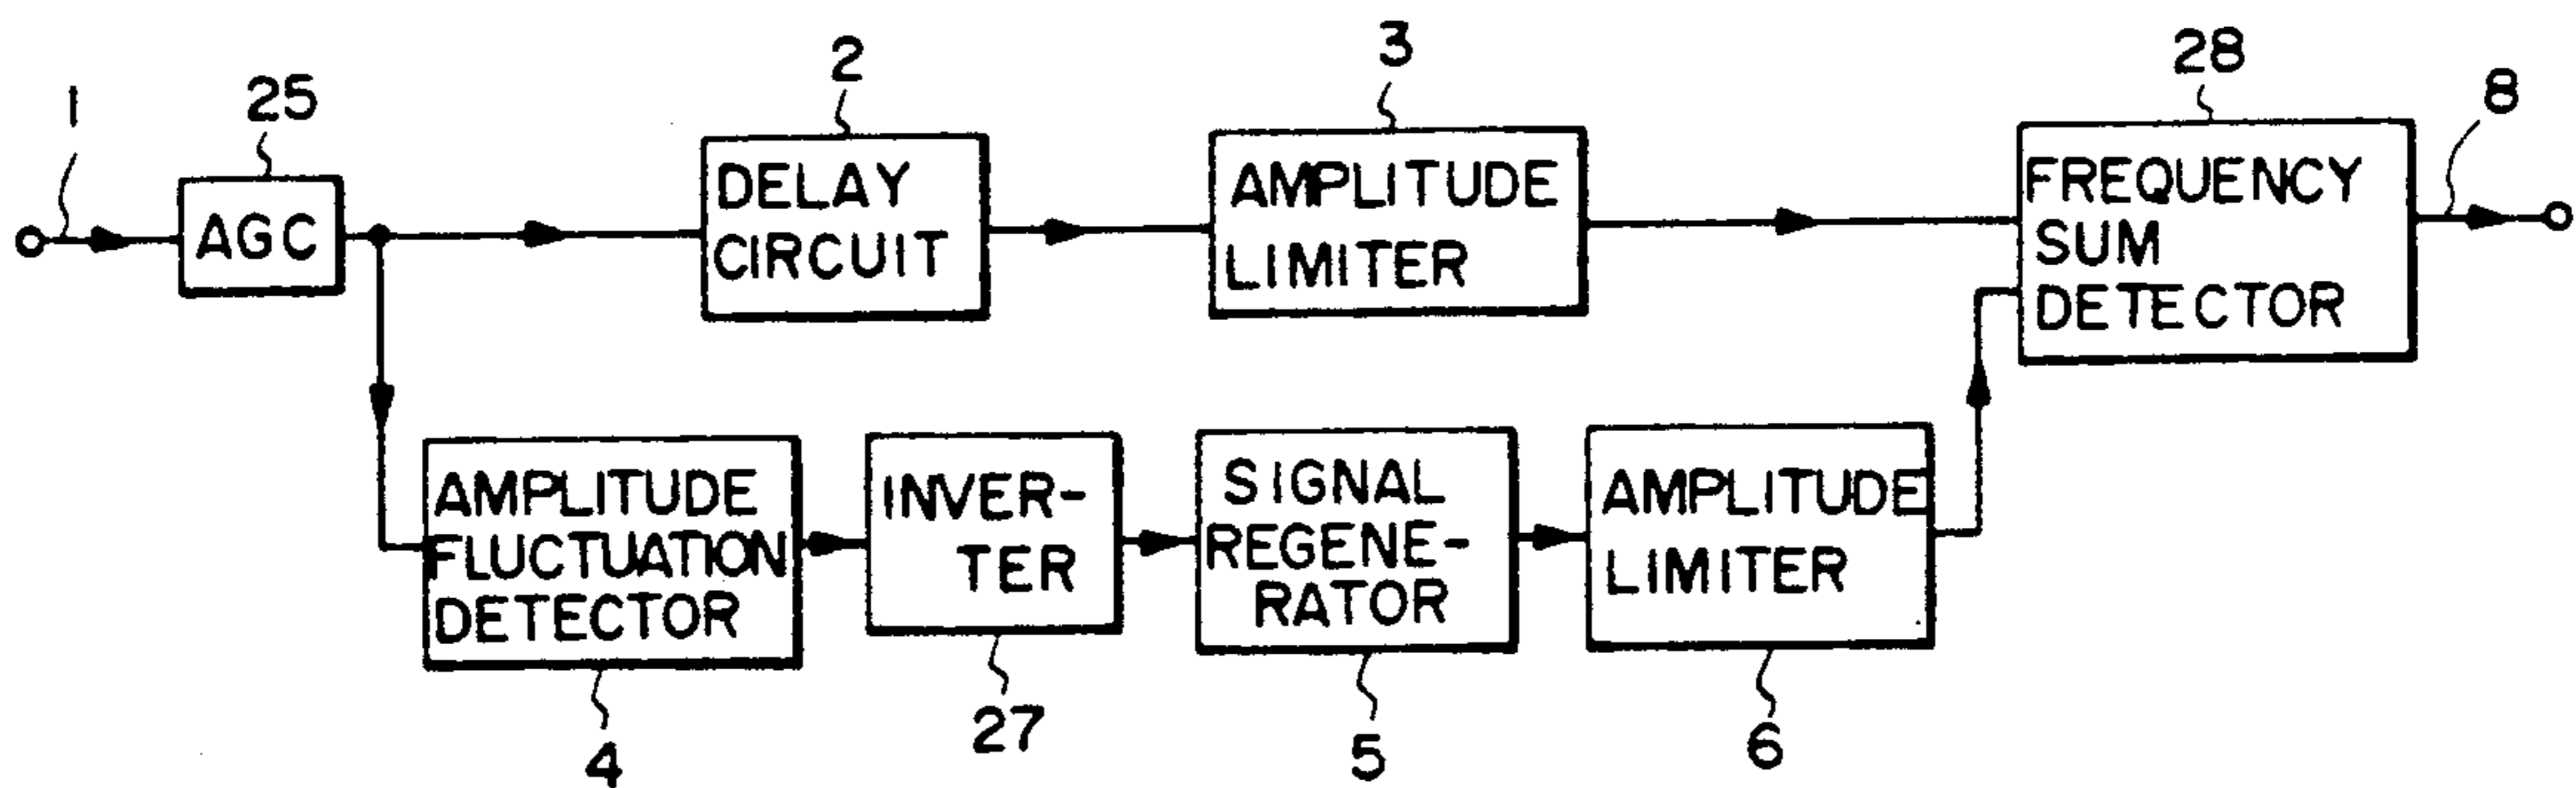 1
25
AGC
2
DELAY
CIRCUIT
3
AMPLITUDE
LIMITER
28
FREQUENCY
SUM
DETECTOR
8
AMPLITUDE
FLUCTUATION
DETECTOR
4
INVER-
TER
27
SIGNAL
REGENE-
RATOR
5
AMPLITUDE
LIMITER
6